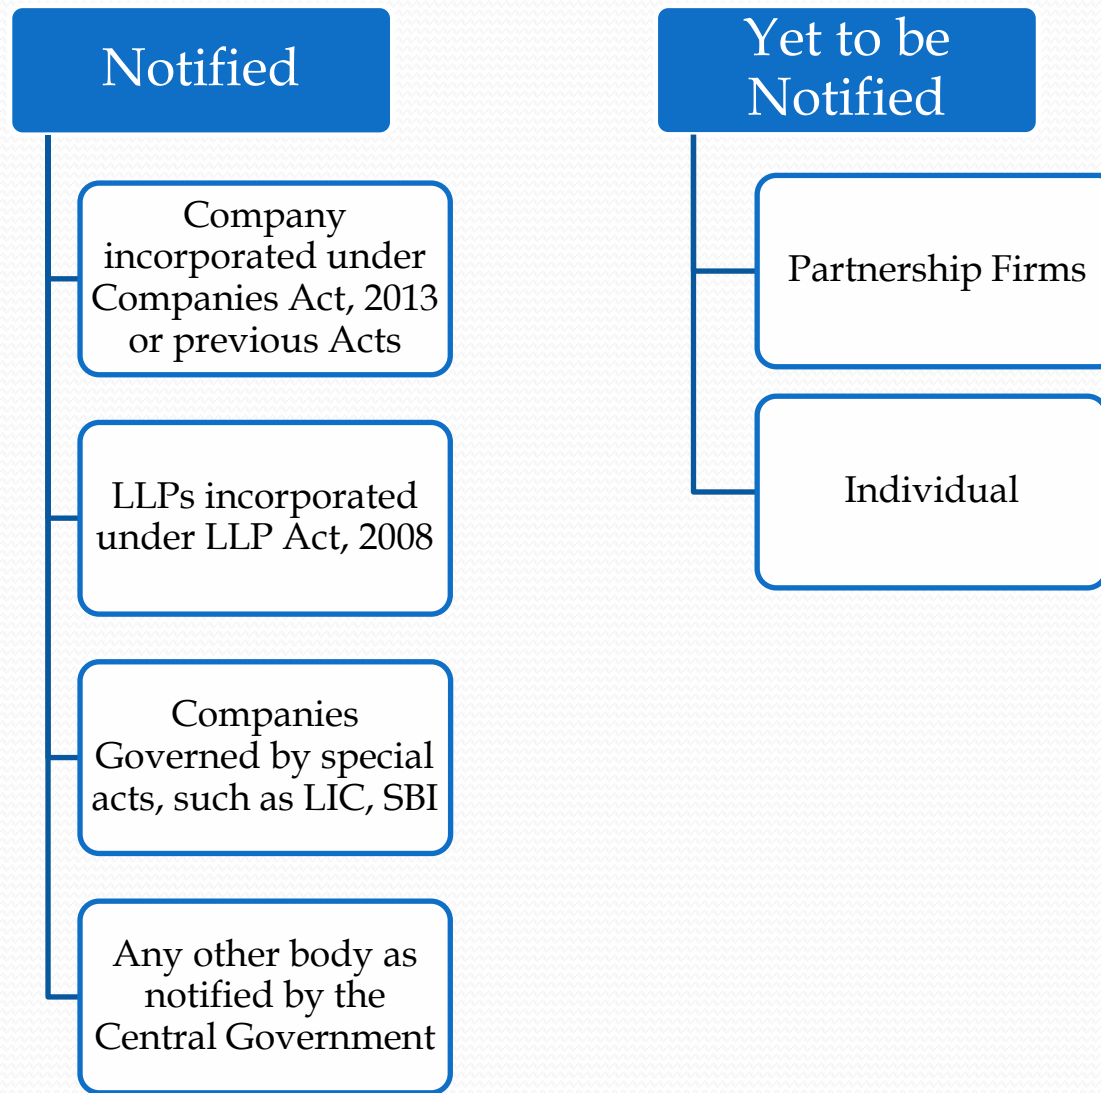 Notified
Company
incorporated under
Companies Act, 2013
or previous Acts
LLPs incorporated
under LLP Act, 2008
Companies
Governed by special
acts, such as LIC, SBI
Any other body as
notified by the
Central Government
Yet to be
Notified
Partnership Firms
Individual